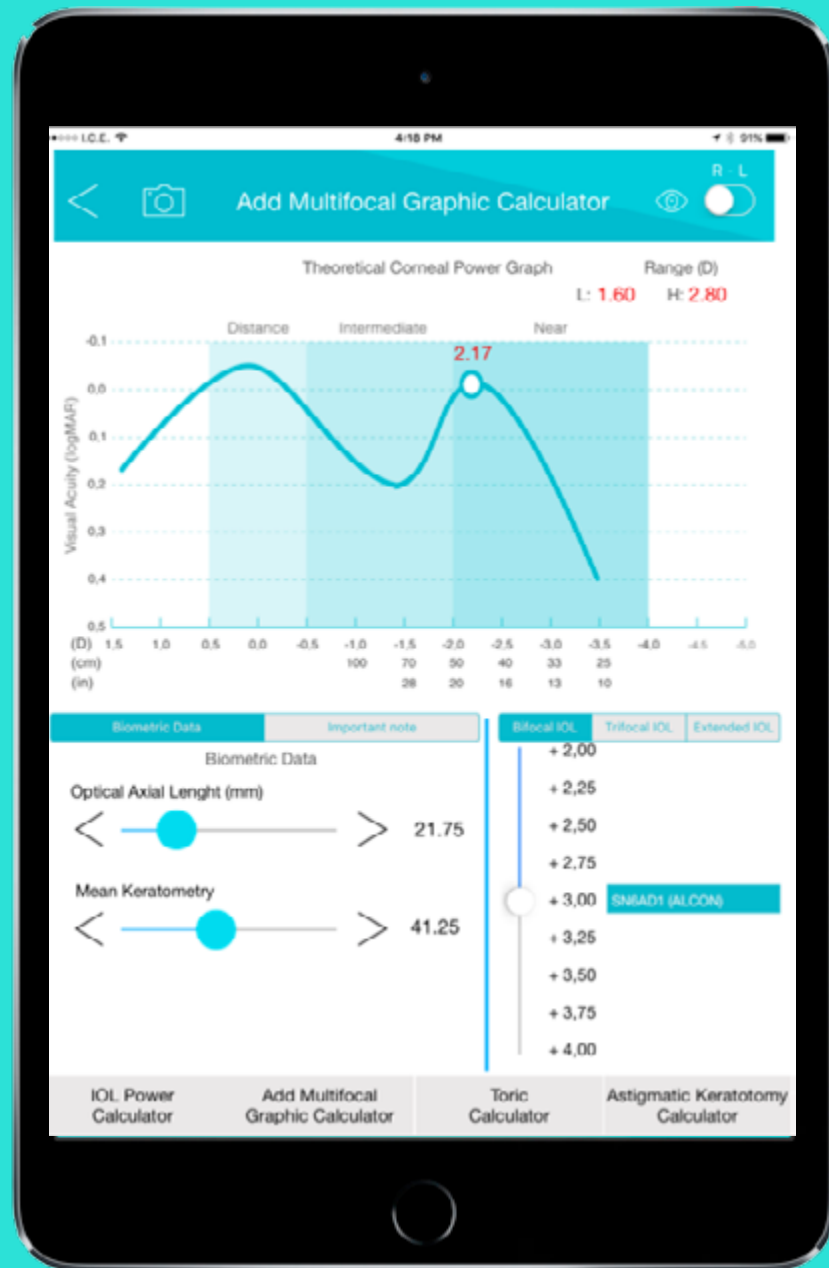 I.C.E. 4:18 PM 91%
R - L
Add Multifocal Graphic Calculator
Theoretical Corneal Power Graph Range (D)
L: 1.60 H: 2.80
Distance Intermediate Near
2.17
Visual Acuity (logMAR)
-0.1
0,0
0,1
0,2
0,3
0,4
0,5
(D) 1,5 1,0 0,5 0,0 -0,5 -1,0 -1,5 -2,0 -2,5 -3,0 -3,5 -4,0 -4,5 -5,0
(cm) 100 70 50 40 33 25
(in) 28 20 16 13 10
Biometric Data Important note
Bifocal IOL Trifocal IOL Extended IOL
Biometric Data
Optical Axial Lenght (mm)
21.75
Mean Keratometry
41.25
+ 2,00
+ 2,25
+ 2,50
+ 2,75
+ 3,00 SN6AD1 (ALCON)
+ 3,25
+ 3,50
+ 3,75
+ 4,00
IOL Power
Calculator
Add Multifocal
Graphic Calculator
Toric
Calculator
Astigmatic Keratotomy
Calculator